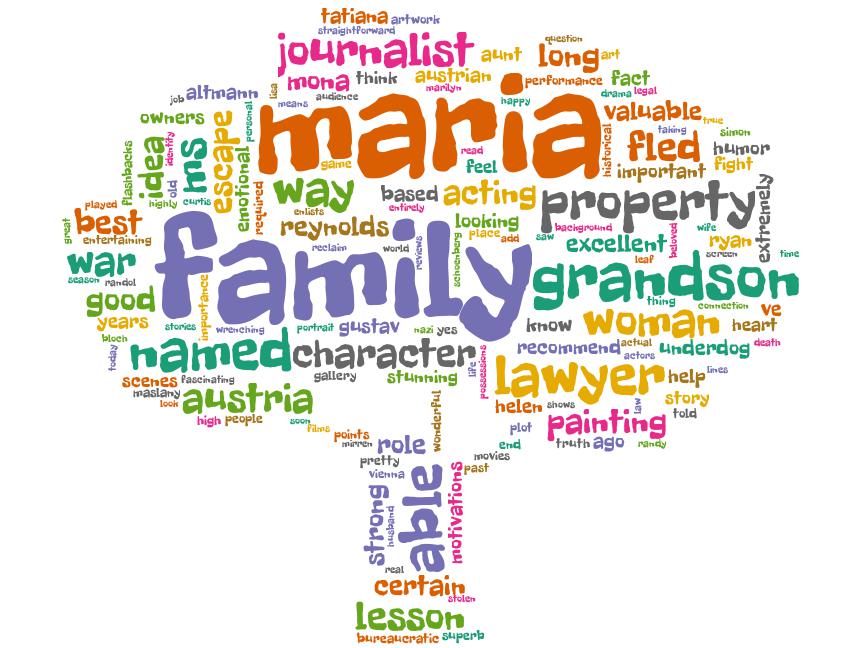 tatiana artwork
straightforward
journalist aunt question long art
mona think austrian performance fact
lisa marilyn drama legal
job altmann means audience happy
maria valuable true
owners personal historical taking simon
flashbacks idea identity ms escape emotional read fled humor
game feel important fight
highly old curtis required way based acting property extremely
played enlists entirely
great best reynolds looking background beloved wife
entertaining place add saw excellent ryan
family reclaim world reviews schoenberg screen time
war leaf
season randol grandson
good importance thing connection ve
years stories wrenching portrait gustav nazi yes know woman heart
bloch named character recommend actual underdog death
today actors
gallery stunning life possessions lawyer help lines
scenes fascinating
maslany austria story
look wonderful helen shows law told
high people soon painting
films points plot
mirren role end truth ago randy
pretty movies
vienna past
strong husband able motivations
real
certain
stolen
lesson
bureaucratic superb